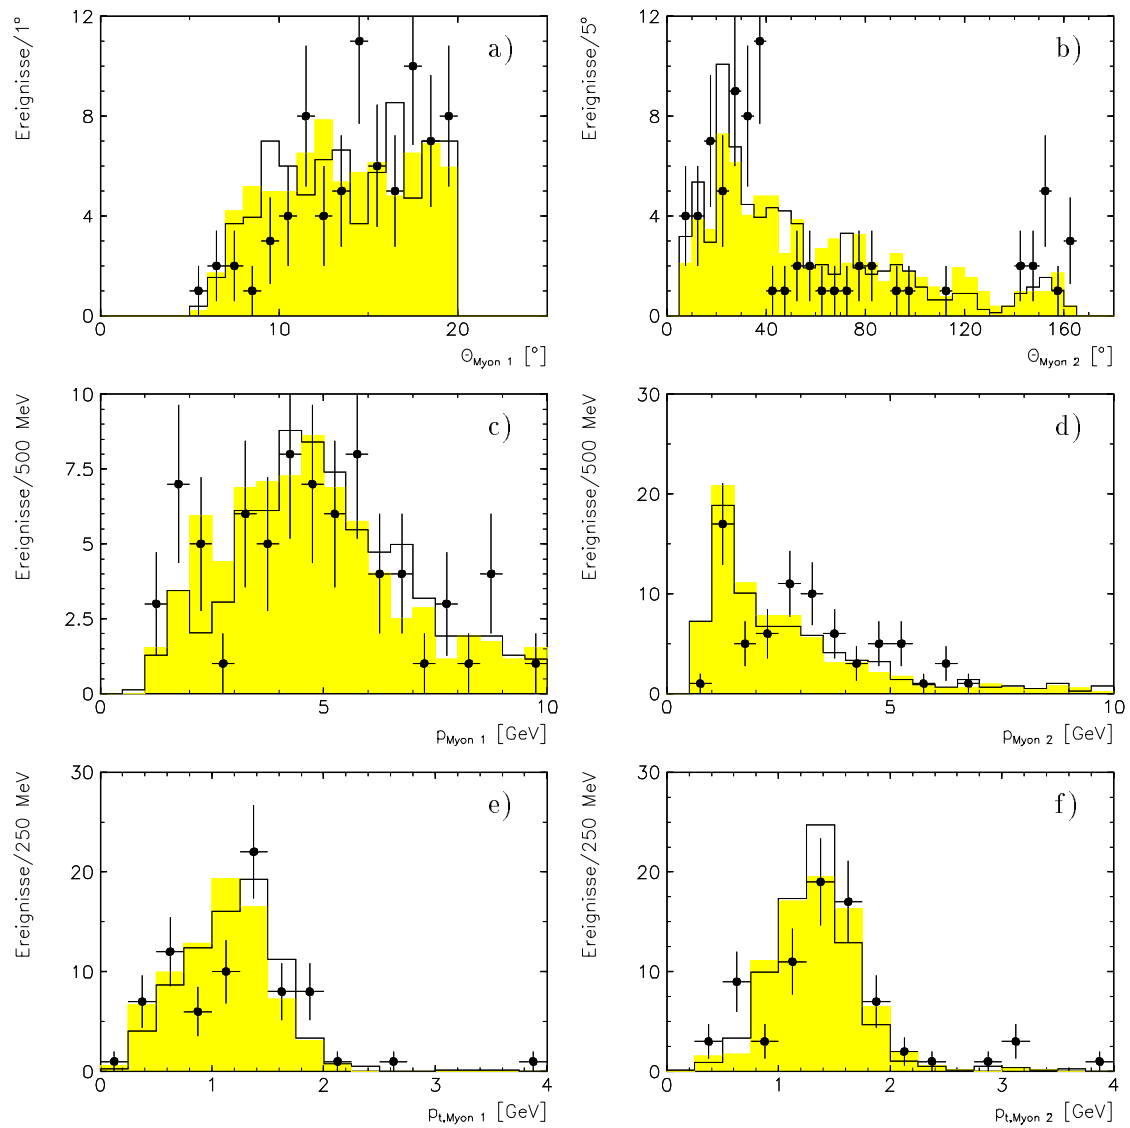 a)
Ereignisse/1°
12
8
4
0
0
10
20
Θ_Myon 1 [°]
b)
Ereignisse/5°
12
8
4
0
0
40
80
120
160
Θ_Myon 2 [°]
c)
Ereignisse/500 MeV
10
7.5
5
2.5
0
0
5
10
p_Myon 1 [GeV]
d)
Ereignisse/500 MeV
30
20
10
0
0
5
10
p_Myon 2 [GeV]
e)
Ereignisse/250 MeV
30
20
10
0
0
1
2
3
4
p_t,Myon 1 [GeV]
f)
Ereignisse/250 MeV
30
20
10
0
0
1
2
3
4
p_t,Myon 2 [GeV]